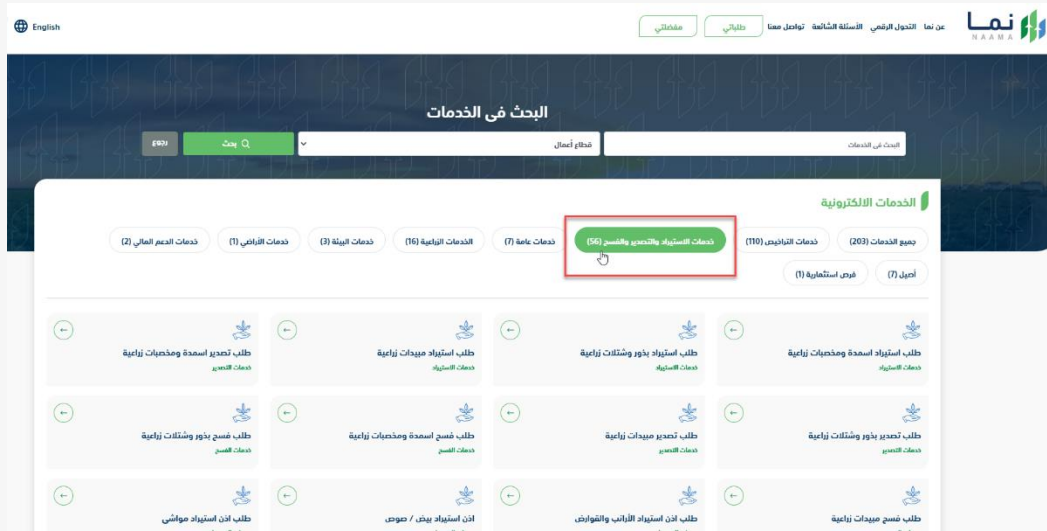 نمـا
NAAMA
عن نما التحول الرقمي الأسئلة الشائعة تواصل معنا طلباتي مفضلتي
English
البحث في الخدمات
البحث في الخدمات قطاع أعمال بحث رجوع
الخدمات الالكترونية
جميع الخدمات (203) خدمات التراخيص (110) خدمات الاستيراد والتصدير والفسح (56) خدمات عامة (7) الخدمات الزراعية (16) خدمات البيئة (3) خدمات الأراضي (1) خدمات الدعم المالي (2)
أصيل (7) فرص استثمارية (1)
طلب استيراد اسمدة ومخصبات زراعية
خدمات الاستيراد
طلب استيراد بذور وشتلات زراعية
خدمات الاستيراد
طلب استيراد مبيدات زراعية
خدمات الاستيراد
طلب تصدير اسمدة ومخصبات زراعية
خدمات التصدير
طلب تصدير بذور وشتلات زراعية
خدمات التصدير
طلب تصدير مبيدات زراعية
خدمات التصدير
طلب فسح اسمدة ومخصبات زراعية
خدمات الفسح
طلب فسح بذور وشتلات زراعية
خدمات الفسح
طلب فسح مبيدات زراعية
طلب اذن استيراد الأرانب والقوارض
اذن استيراد بيض / صوص
طلب اذن استيراد مواشي